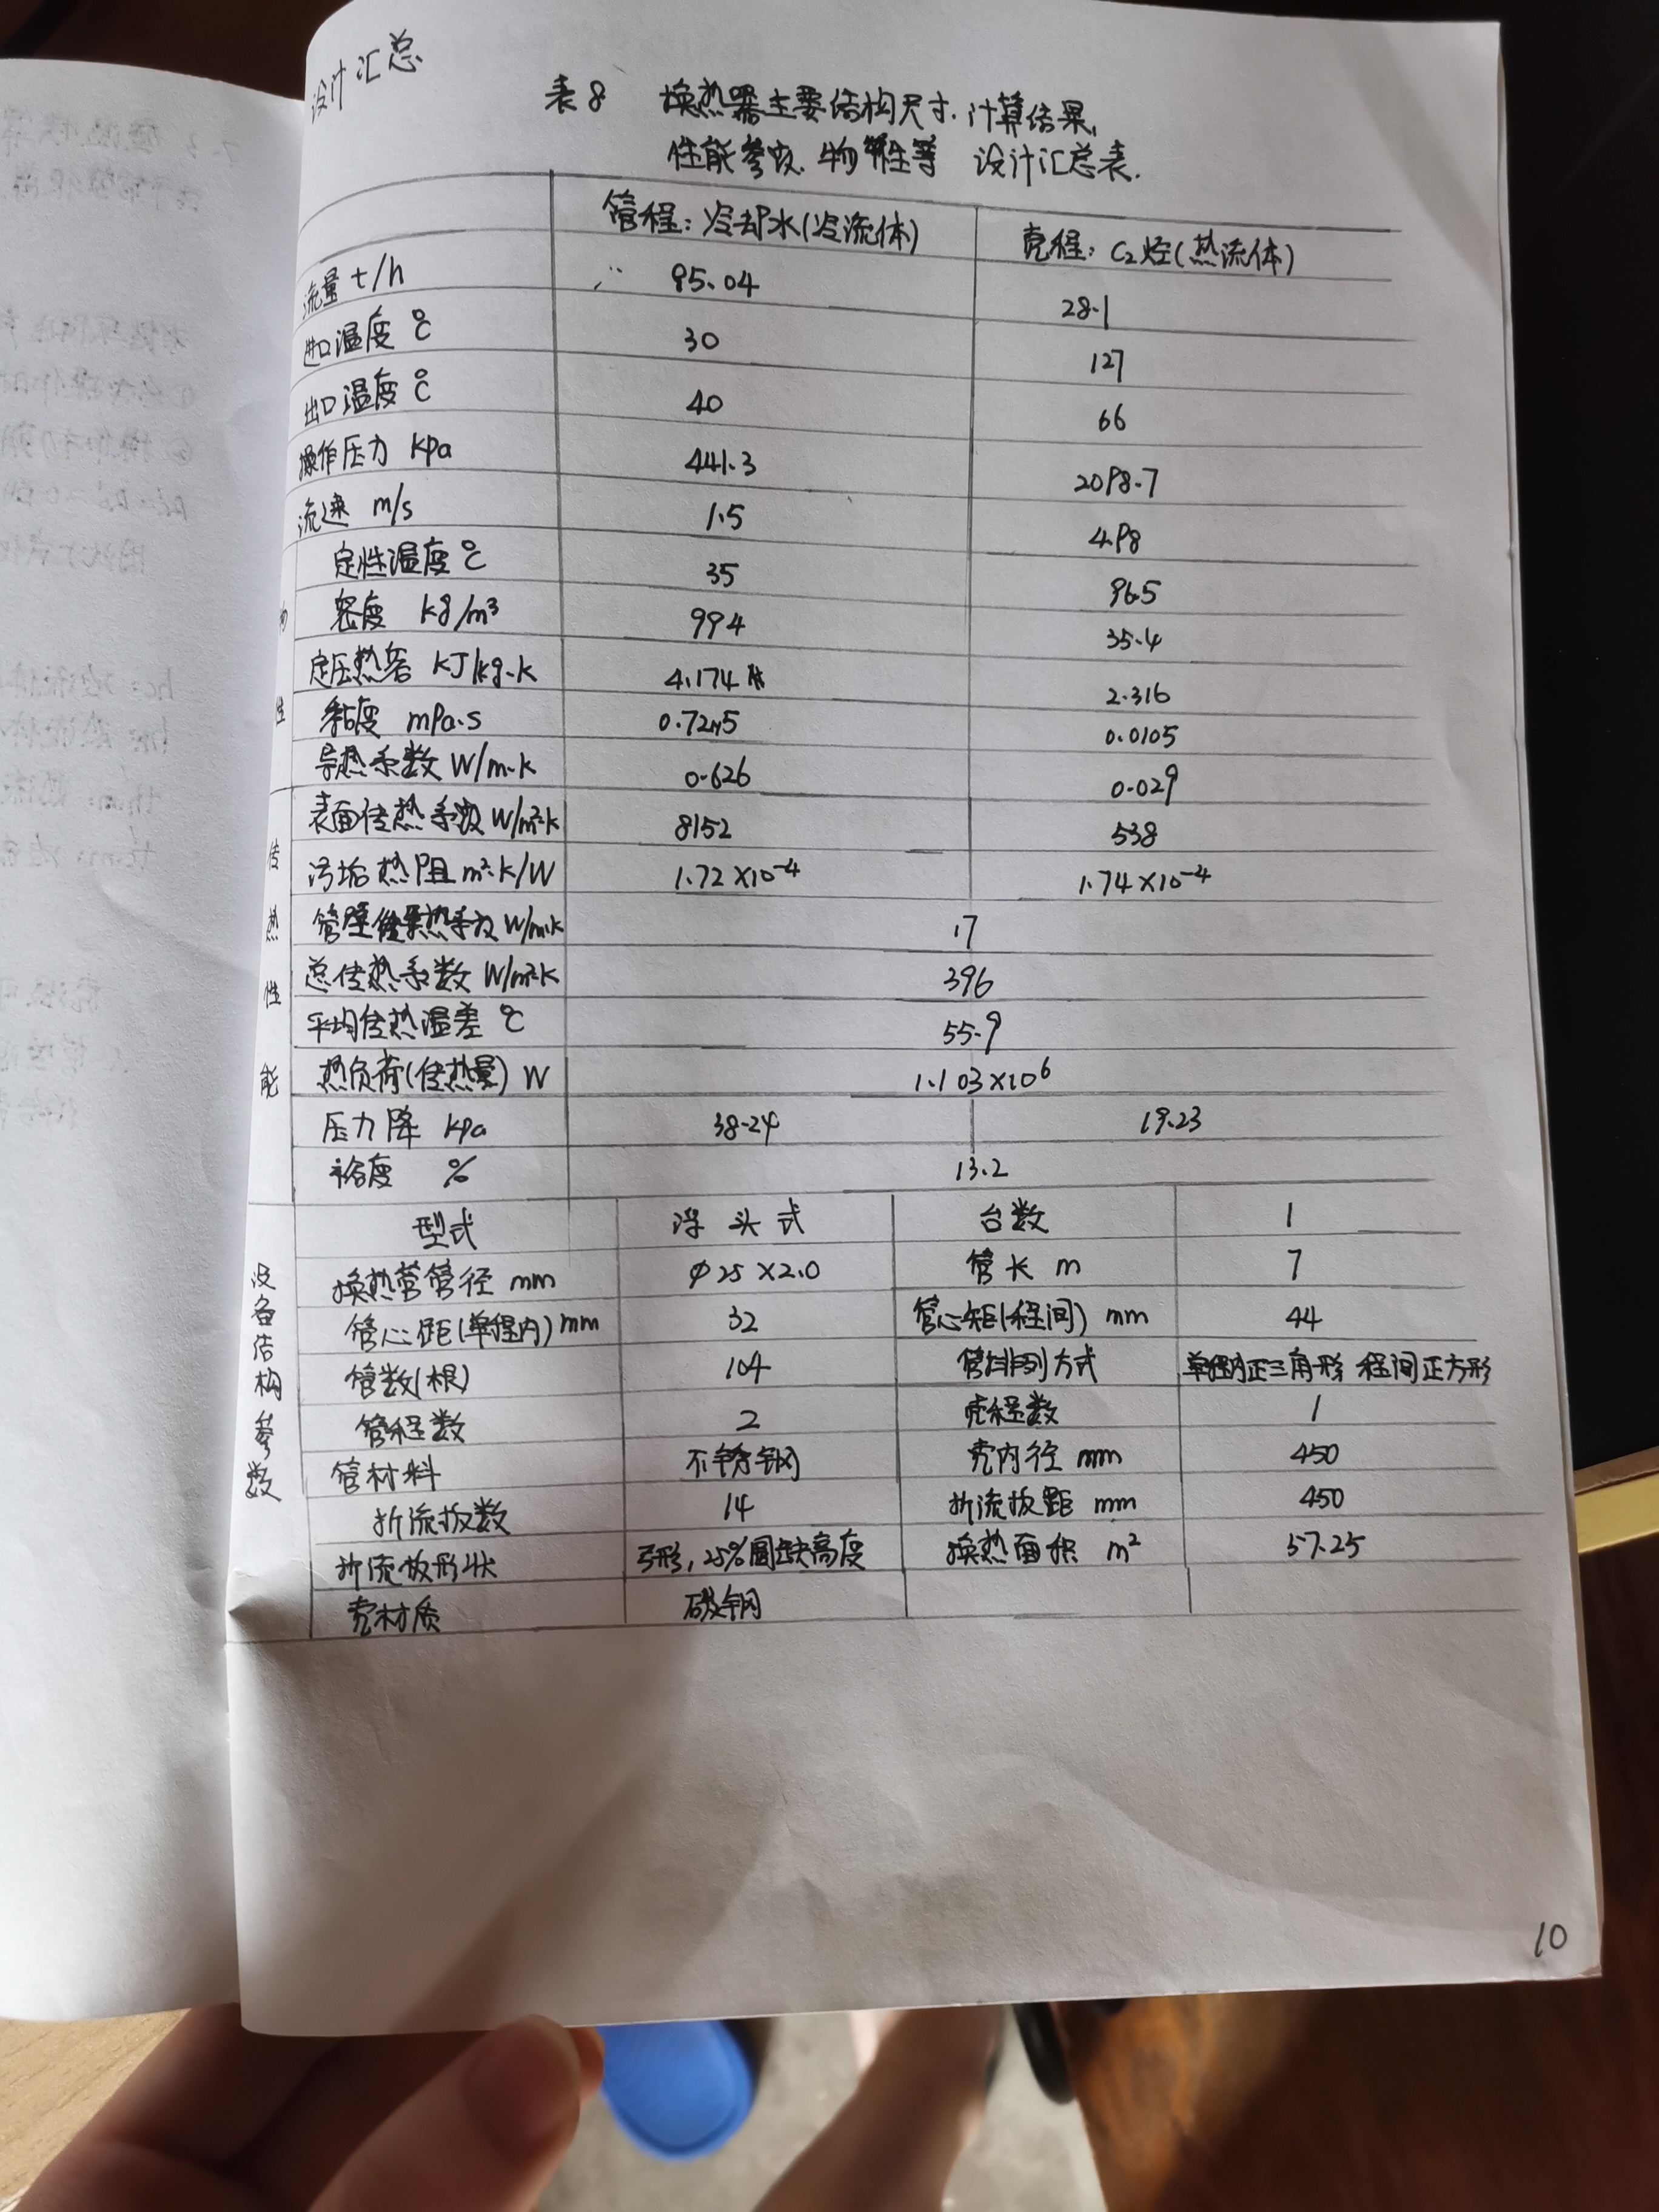 设计汇总
表8 换热器主要结构尺寸、计算结果、
性能参数、物性等 设计汇总表.
管程:冷却水(冷流体) 壳程:C₂烃(热流体)
流量 t/h 95.04 28.1
进口温度 ℃ 30 127
出口温度 ℃ 40 66
操作压力 kpa 441.3 2098.7
流速 m/s 1.5 4.98
物性
定性温度 ℃ 35 96.5
密度 kg/m³ 994 35.4
定压热容 kJ/kg·k 4.174 2.316
粘度 mPa·s 0.7245 0.0105
导热系数 W/m·k 0.626 0.029
传热性能
表面传热系数 W/m²·k 8152 538
污垢热阻 m²·k/W 1.72×10⁻⁴ 1.74×10⁻⁴
管壁导热系数 W/m·k 17
总传热系数 W/m²·k 396
平均传热温差 ℃ 55.9
热负荷(传热量) W 1.103×10⁶
压力降 kpa 38.24 19.23
裕度 % 13.2
设备结构参数
型式 浮头式 台数 1
换热管管径 mm φ25×2.0 管长 m 7
管心距(单程内) mm 32 管心矩(程间) mm 44
管数(根) 104 管排列方式 单程内正三角形 程间正方形
管程数 2 壳程数 1
管材料 不锈钢 壳内径 mm 450
折流板数 14 折流板距 mm 450
折流板形状 弓形,25%圆缺高度 换热面积 m² 57.25
壳材质 碳钢
10